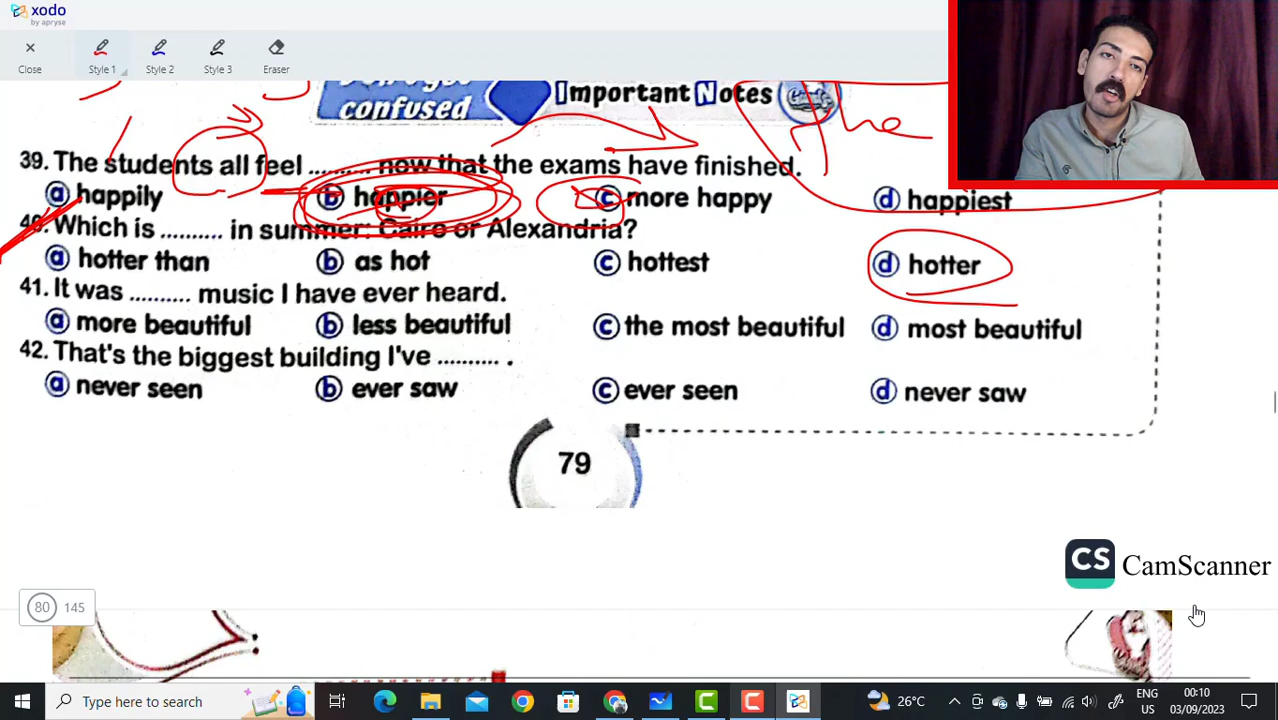 xodo
by apryse
Close
Style 1
Style 2
Style 3
Eraser
confused
Important Notes
the
39. The students all feel .......... now that the exams have finished.
a happily b happier c more happy d happiest
40. Which is .......... in summer: Cairo or Alexandria?
a hotter than b as hot c hottest d hotter
41. It was .......... music I have ever heard.
a more beautiful b less beautiful c the most beautiful d most beautiful
42. That's the biggest building I've .......... .
a never seen b ever saw c ever seen d never saw
79
CS CamScanner
80 145
Type here to search
26°C
ENG
US
00:10
03/09/2023